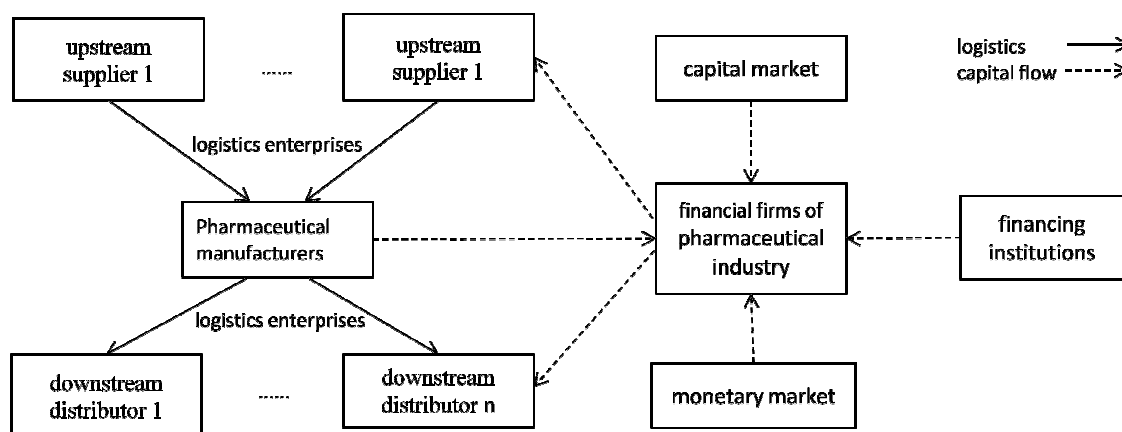 upstream
supplier 1
......
upstream
supplier 1
capital market
logistics
capital flow
logistics enterprises
Pharmaceutical
manufacturers
financial firms of
pharmaceutical
industry
financing
institutions
logistics enterprises
downstream
distributor 1
......
downstream
distributor n
monetary market